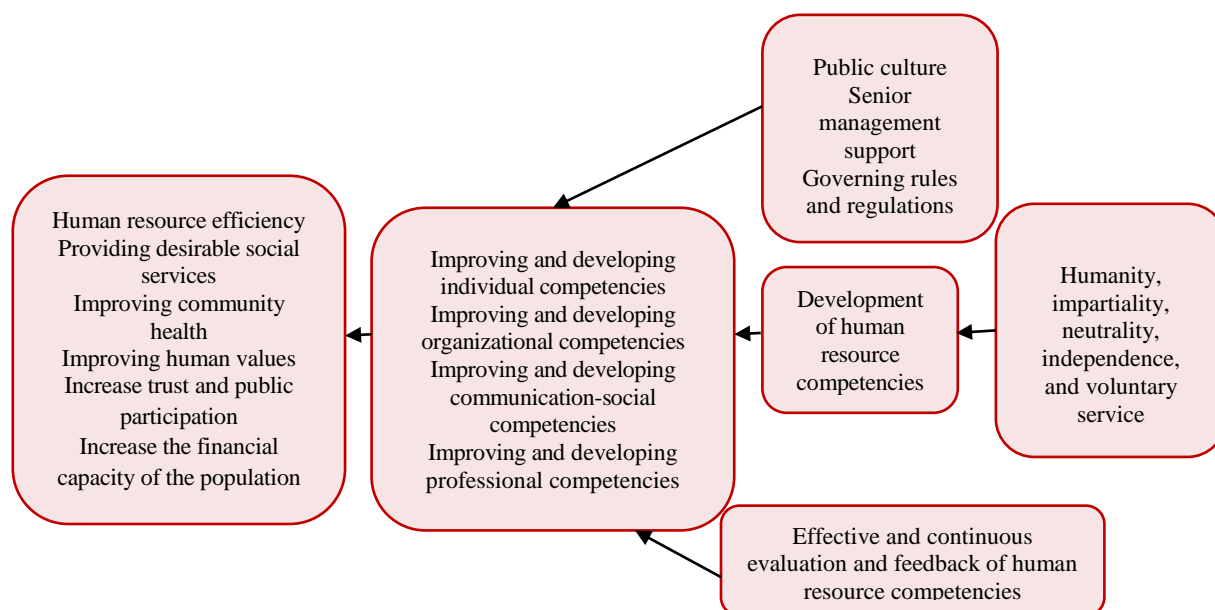 Public culture
Senior
management
support
Governing rules
and regulations
Human resource efficiency
Providing desirable social
services
Improving community
health
Improving human values
Increase trust and public
participation
Increase the financial
capacity of the population
Improving and developing
individual competencies
Improving and developing
organizational competencies
Improving and developing
communication-social
competencies
Improving and developing
professional competencies
Development
of human
resource
competencies
Humanity,
impartiality,
neutrality,
independence,
and voluntary
service
Effective and continuous
evaluation and feedback of human
resource competencies